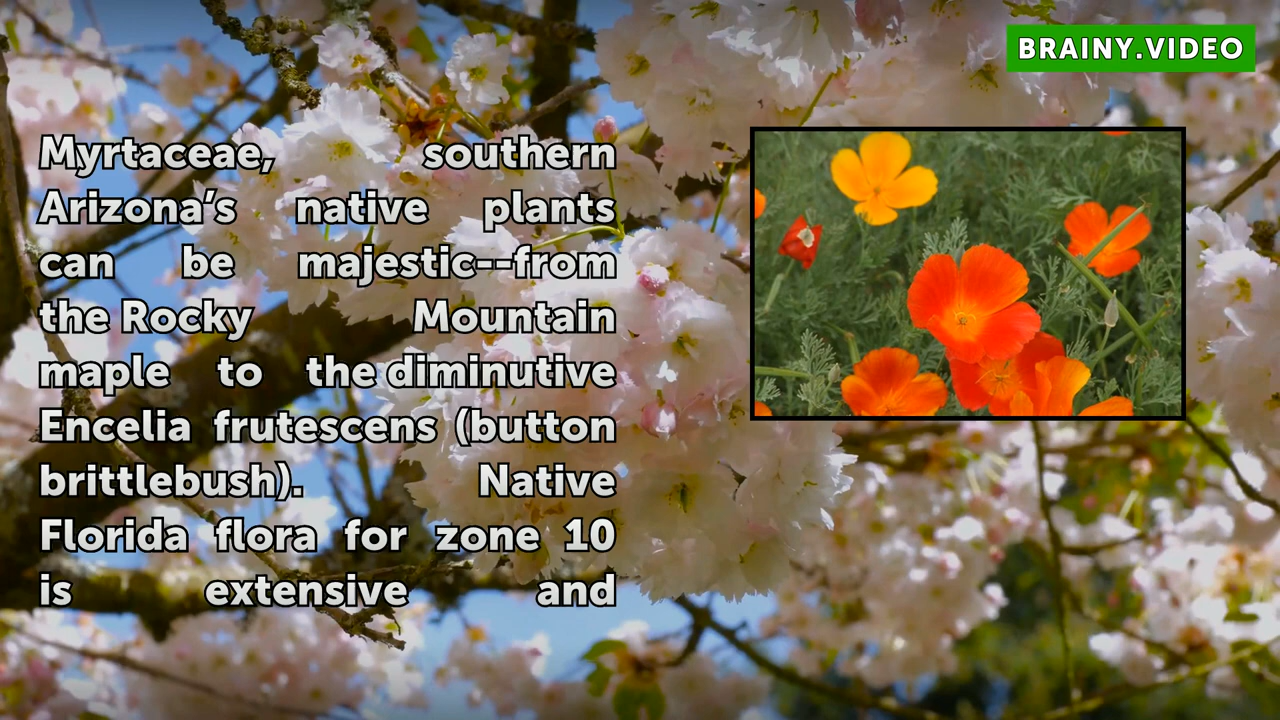 BRAINY.VIDEO
Myrtaceae, southern
Arizona's native plants
can be majestic--from
the Rocky Mountain
maple to the diminutive
Encelia frutescens (button
brittlebush). Native
Florida flora for zone 10
is extensive and